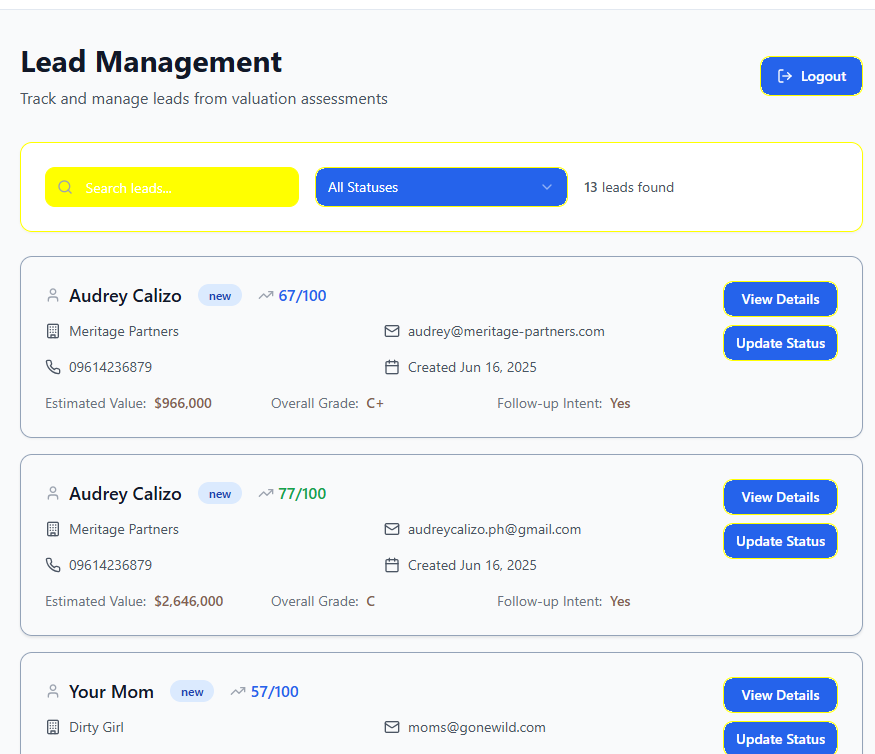 Lead Management
Logout
Track and manage leads from valuation assessments
Search leads...
All Statuses
13 leads found
Audrey Calizo new 67/100
View Details
Meritage Partners audrey@meritage-partners.com
Update Status
09614236879 Created Jun 16, 2025
Estimated Value: $966,000 Overall Grade: C+ Follow-up Intent: Yes
Audrey Calizo new 77/100
View Details
Meritage Partners audreycalizo.ph@gmail.com
Update Status
09614236879 Created Jun 16, 2025
Estimated Value: $2,646,000 Overall Grade: C Follow-up Intent: Yes
Your Mom new 57/100
View Details
Dirty Girl moms@gonewild.com
Update Status